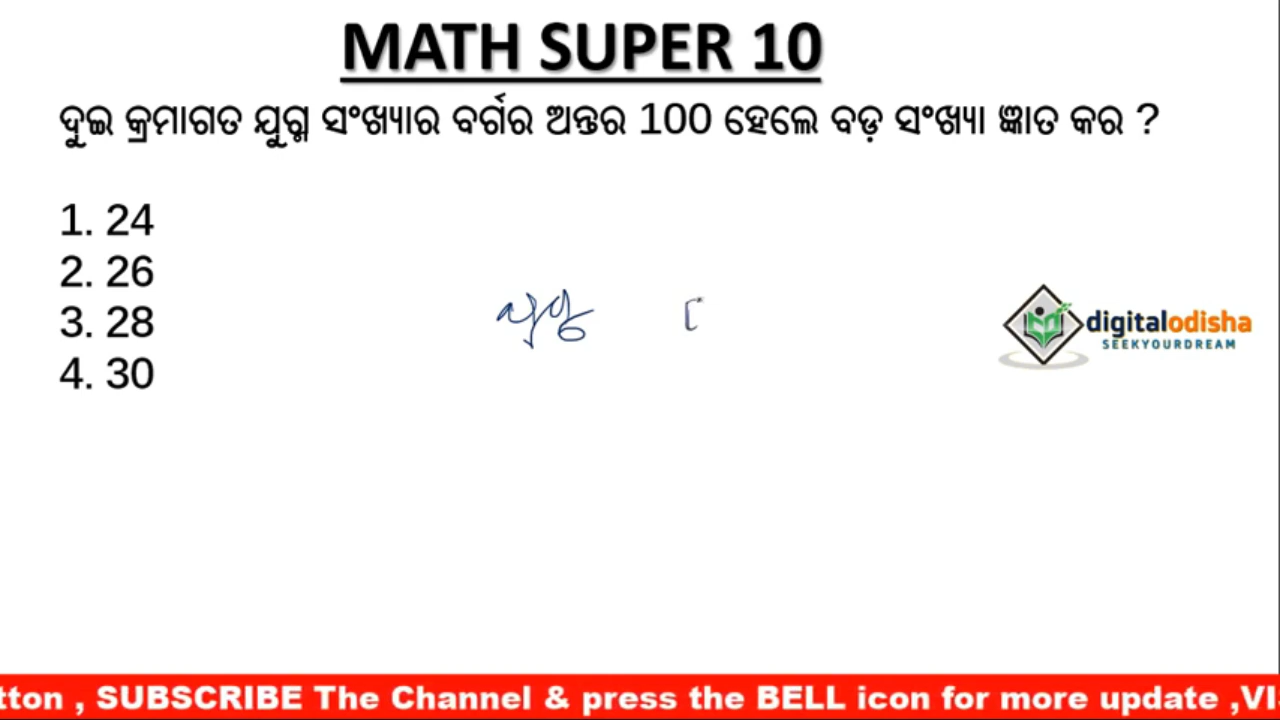 MATH SUPER 10
ଦୁଇ କ୍ରମାଗତ ଯୁଗ୍ମ ସଂଖ୍ୟାର ବର୍ଗର ଅନ୍ତର 100 ହେଲେ ବଡ଼ ସଂଖ୍ୟା ଜ୍ଞାତ କର ?
1. 24
2. 26
3. 28
4. 30
ଯୁଗ୍ମ
digitalodisha
SEEKYOURDREAM
tton , SUBSCRIBE The Channel & press the BELL icon for more update ,VI